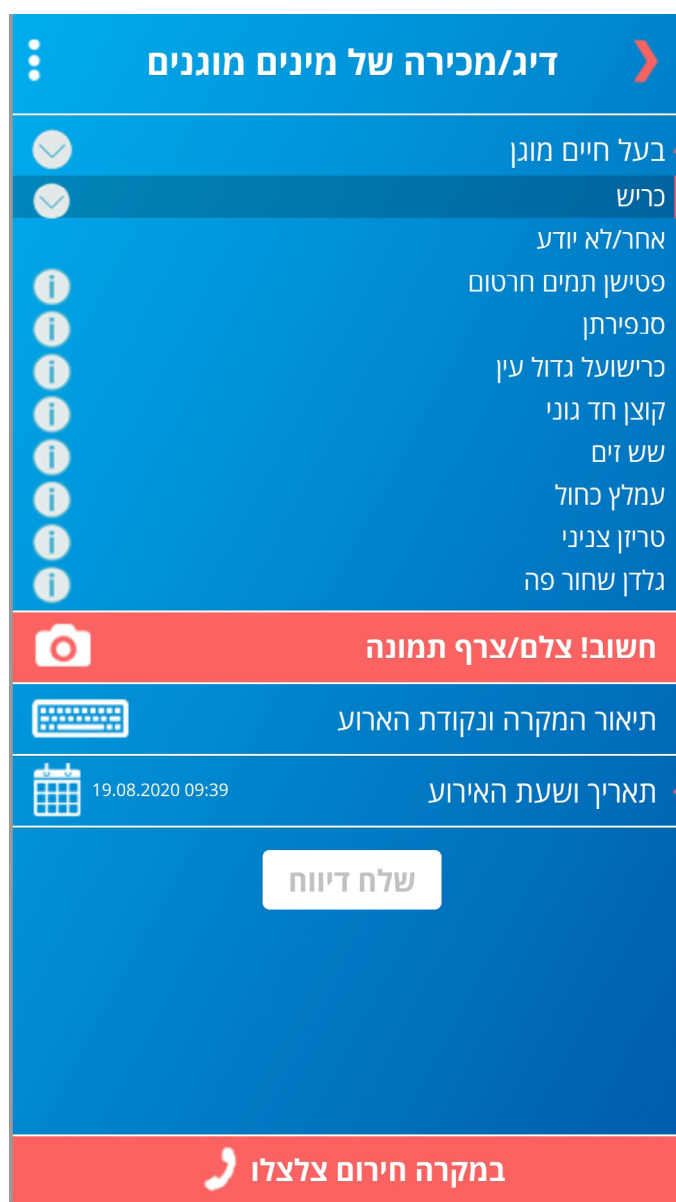 דיג/מכירה של מינים מוגנים
בעל חיים מוגן
כריש
אחר/לא יודע
פטישן תמים חרטום
סנפירתן
כרישועל גדול עין
קוצן חד גוני
שש זים
עמלץ כחול
טריזן צניני
גלדן שחור פה
חשוב! צלם/צרף תמונה
תיאור המקרה ונקודת הארוע
תאריך ושעת האירוע 19.08.2020 09:39
שלח דיווח
במקרה חירום צלצלו